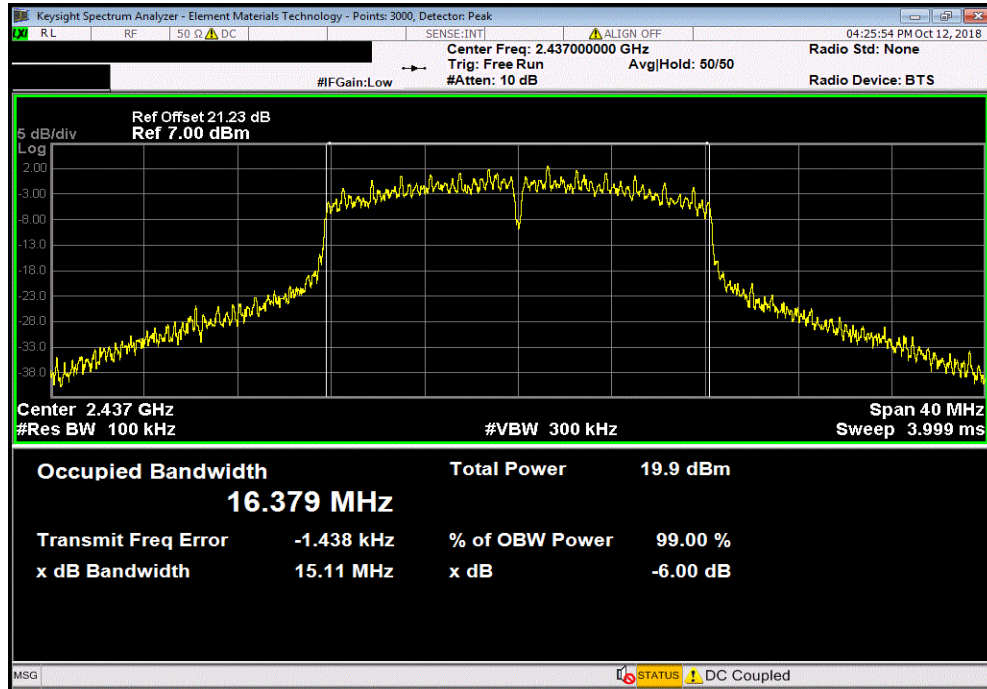 Keysight Spectrum Analyzer - Element Materials Technology - Points: 3000, Detector: Peak
LXI RL RF 50 Ω DC SENSE:INT ALIGN OFF 04:25:54 PM Oct 12, 2018
Center Freq: 2.437000000 GHz Radio Std: None
Trig: Free Run Avg|Hold: 50/50
#IFGain:Low #Atten: 10 dB Radio Device: BTS
Ref Offset 21.23 dB
5 dB/div Ref 7.00 dBm
Log
2.00
-3.00
-8.00
-13.0
-18.0
-23.0
-28.0
-33.0
-38.0
Center 2.437 GHz Span 40 MHz
#Res BW 100 kHz #VBW 300 kHz Sweep 3.999 ms
Occupied Bandwidth Total Power 19.9 dBm
16.379 MHz
Transmit Freq Error -1.438 kHz % of OBW Power 99.00 %
x dB Bandwidth 15.11 MHz x dB -6.00 dB
MSG STATUS DC Coupled